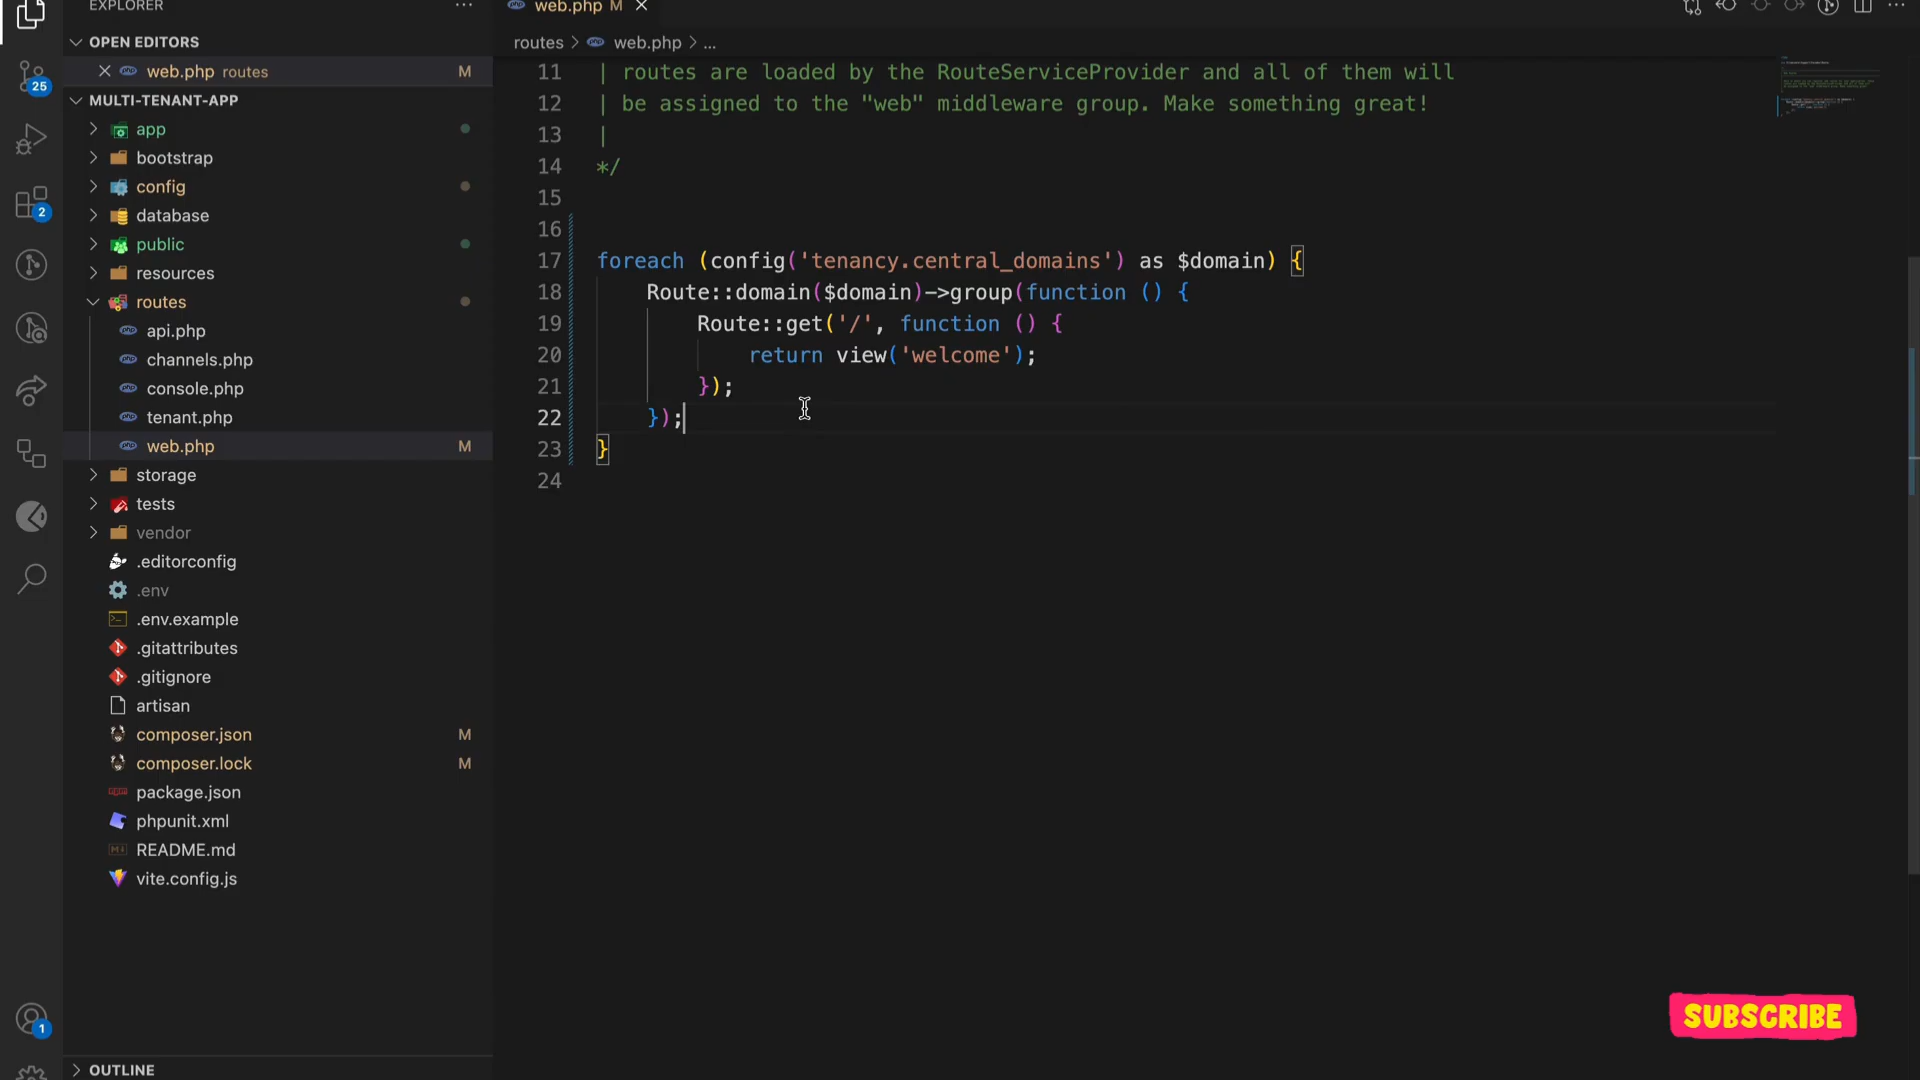 EXPLORER
OPEN EDITORS
web.php routes M
MULTI-TENANT-APP
app
bootstrap
config
database
public
resources
routes
api.php
channels.php
console.php
tenant.php
web.php M
storage
tests
vendor
.editorconfig
.env
.env.example
.gitattributes
.gitignore
artisan
composer.json M
composer.lock M
package.json
phpunit.xml
README.md
vite.config.js
OUTLINE
25
2
1
web.php M
routes > web.php > ...
11 | routes are loaded by the RouteServiceProvider and all of them will
12 | be assigned to the "web" middleware group. Make something great!
13 |
14 */
15
16
17 foreach (config('tenancy.central_domains') as $domain) {
18 Route::domain($domain)->group(function () {
19 Route::get('/', function () {
20 return view('welcome');
21 });
22 });
23 }
24
SUBSCRIBE